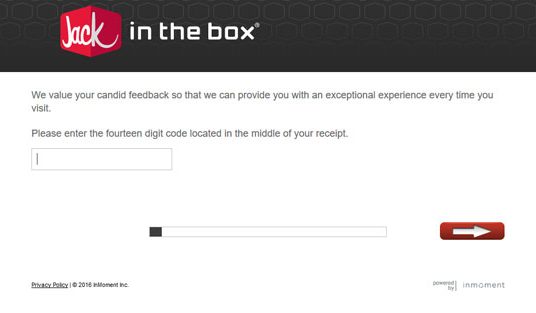 Jack in the box®
We value your candid feedback so that we can provide you with an exceptional experience every time you
visit.
Please enter the fourteen digit code located in the middle of your receipt.
Privacy Policy | © 2016 InMoment Inc.
powered
by
inmoment